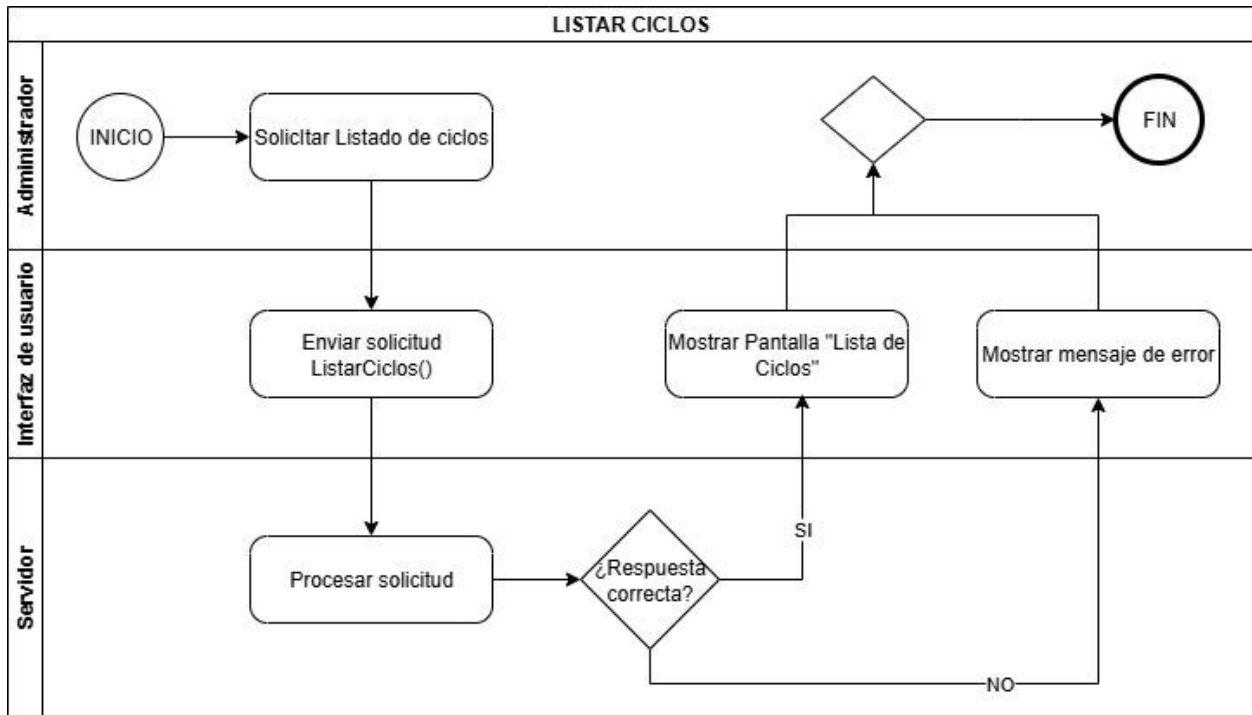 LISTAR CICLOS
Administrador
INICIO
SolicItar Listado de ciclos
FIN
Interfaz de usuario
Enviar solicitud
ListarCiclos()
Mostrar Pantalla "Lista de
Ciclos"
Mostrar mensaje de error
Servidor
Procesar solicitud
¿Respuesta
correcta?
SI
NO